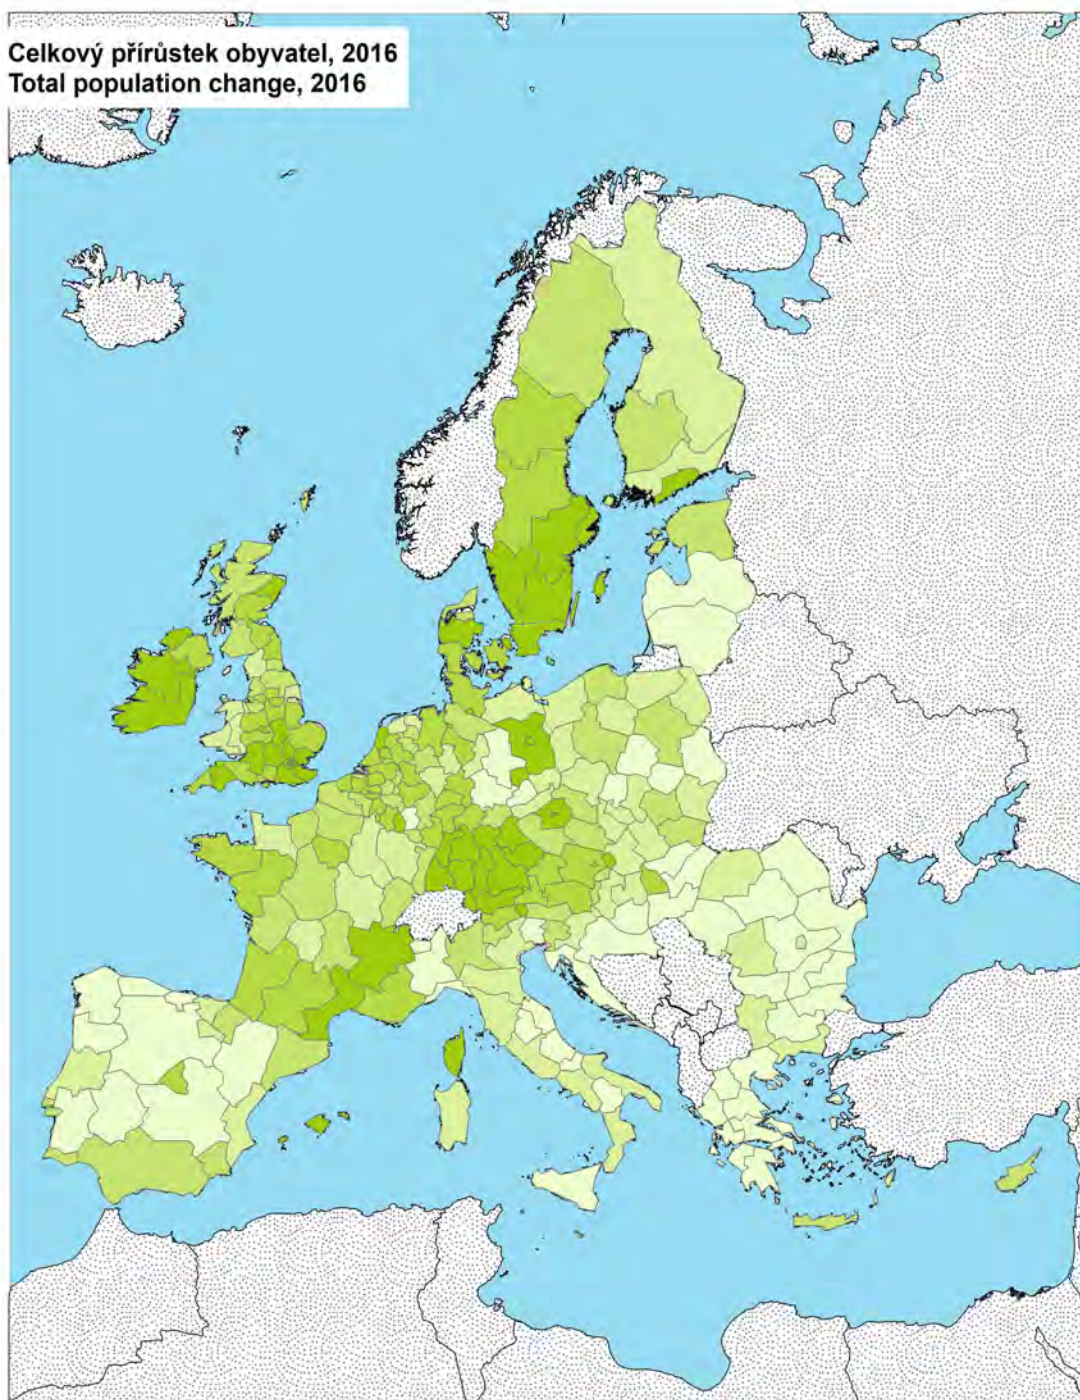 Celkový přírůstek obyvatel, 2016
Total population change, 2016